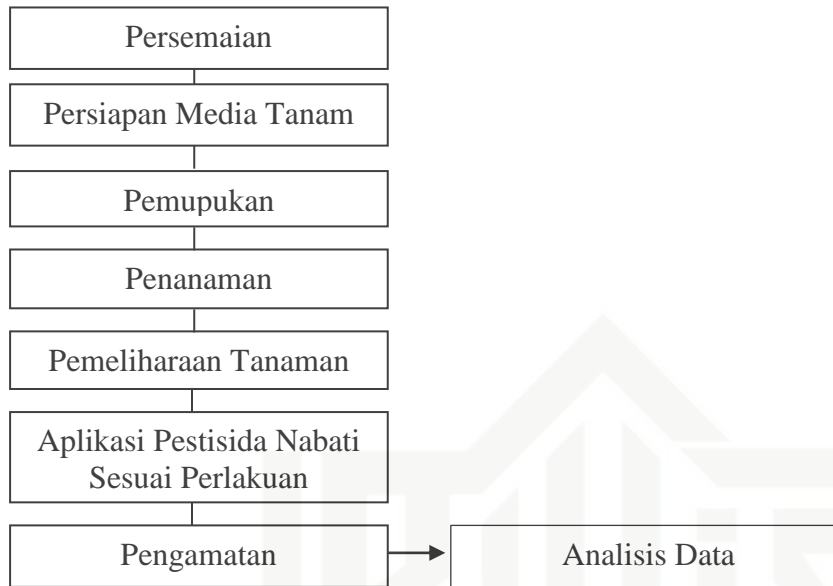 Persemaian
Persiapan Media Tanam
Pemupukan
Penanaman
Pemeliharaan Tanaman
Aplikasi Pestisida Nabati
Sesuai Perlakuan
Pengamatan
Analisis Data